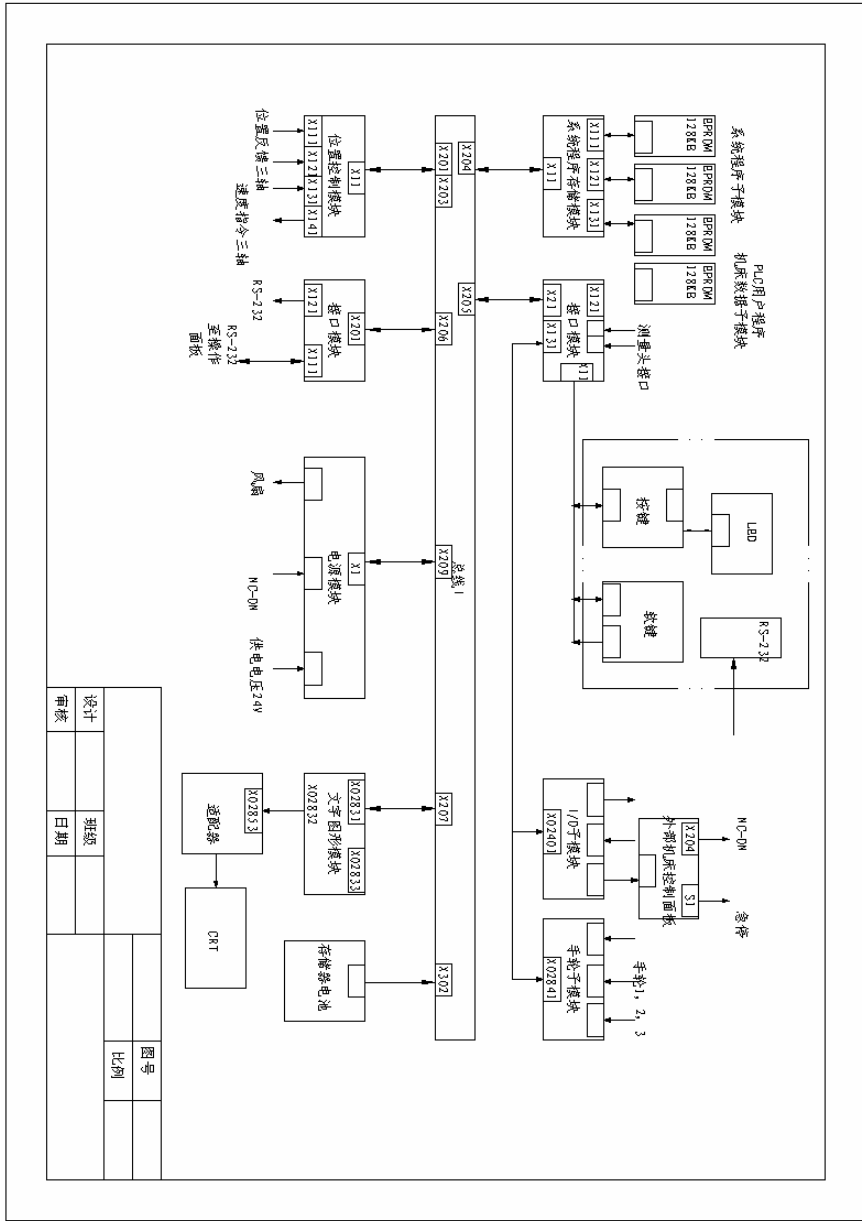 系统程序子模块
PLC用户程序
机床数据子模块
EPROM
128KB
EPROM
128KB
EPROM
128KB
EPROM
128KB
LED
RS-232
NC-ON
急停
X204
S1
外部机床控制面板
测量头接口
按键
软键
手轮1, 2, 3
X111
X121
X131
系统程序存储模块
X11
X121
接口模块
X11
X21
X131
I/O子模块
X02401
手轮子模块
X02841
X204
X205
总线1
X201
X203
X206
X209
X207
X302
X11
位置控制模块
X111
X121
X131
X141
X201
接口模块
X121
X111
X1
电源模块
X02831
X02833
文字图形模块
X02832
存储器电池
位置反馈三轴
速度指令三轴
RS-232
RS-232
至操作
面板
风扇
NC-ON
供电电压24V
X02853
适配器
CRT
图号
比例
设计
班级
审核
日期